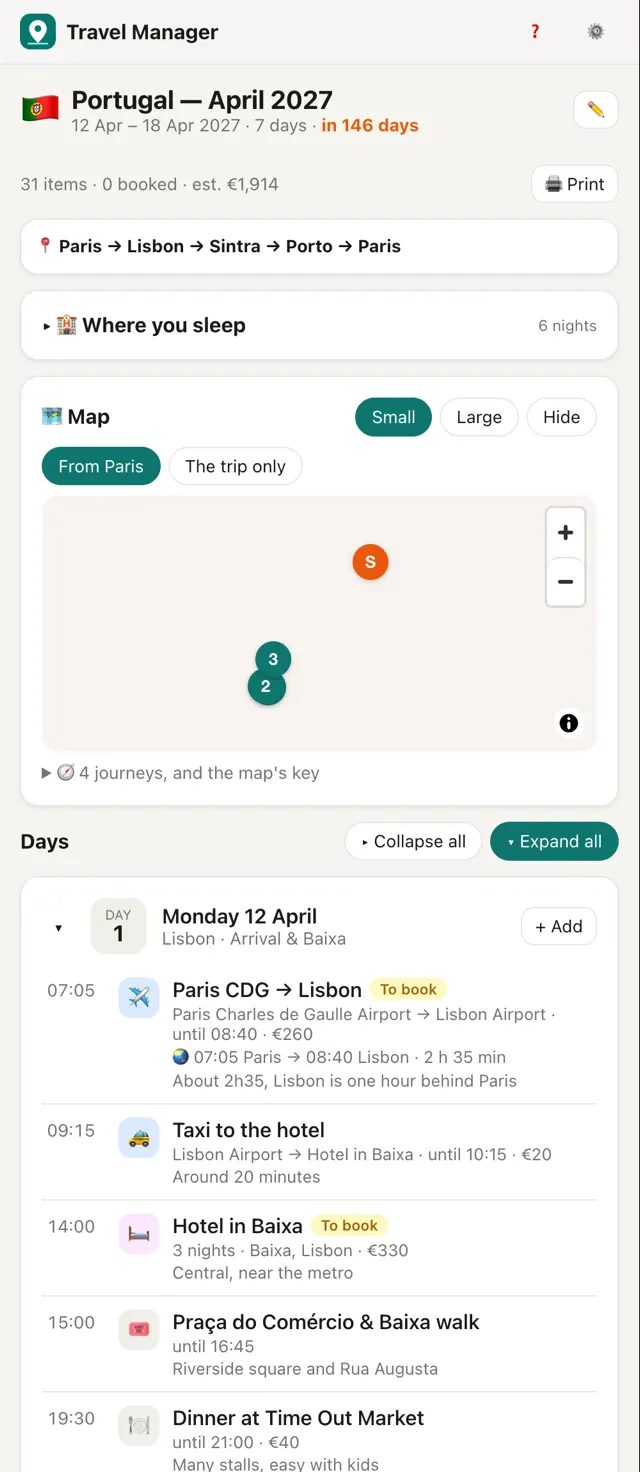 Travel Manager
❓
⚙️
Portugal — April 2027
12 Apr – 18 Apr 2027 · 7 days · in 146 days
31 items · 0 booked · est. €1,914
Print
Paris → Lisbon → Sintra → Porto → Paris
Where you sleep
6 nights
Map
Small
Large
Hide
From Paris
The trip only
+
S
−
3
2
4 journeys, and the map's key
Days
Collapse all
Expand all
DAY
1
Monday 12 April
Lisbon · Arrival & Baixa
+ Add
07:05
Paris CDG → Lisbon
To book
Paris Charles de Gaulle Airport → Lisbon Airport ·
until 08:40 · €260
07:05 Paris → 08:40 Lisbon · 2 h 35 min
About 2h35, Lisbon is one hour behind Paris
09:15
Taxi to the hotel
Lisbon Airport → Hotel in Baixa · until 10:15 · €20
Around 20 minutes
14:00
Hotel in Baixa
To book
3 nights · Baixa, Lisbon · €330
Central, near the metro
15:00
Praça do Comércio & Baixa walk
until 16:45
Riverside square and Rua Augusta
19:30
Dinner at Time Out Market
until 21:00 · €40
Many stalls, easy with kids